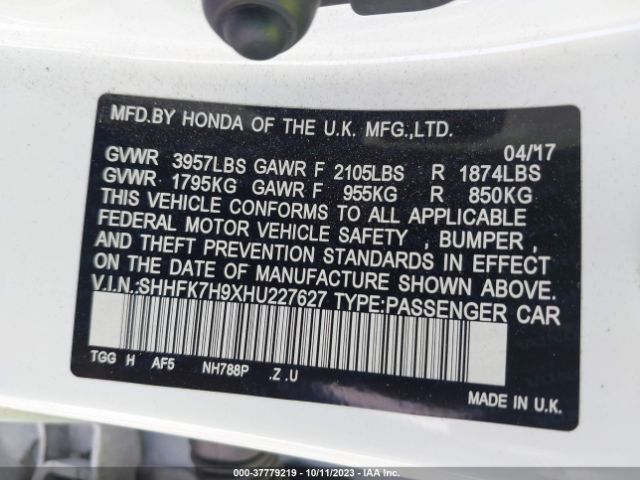 MFD.BY HONDA OF THE U.K. MFG.,LTD.
04/17
GVWR 3957LBS GAWR F 2105LBS R 1874LBS
GVWR 1795KG GAWR F 955KG R 850KG
THIS VEHICLE CONFORMS TO ALL APPLICABLE
FEDERAL MOTOR VEHICLE SAFETY , BUMPER ,
AND THEFT PREVENTION STANDARDS IN EFFECT
ON THE DATE OF MANUFACTURE SHOWN ABOVE.
V.I.N.:SHHFK7H9XHU227627 TYPE:PASSENGER CAR
TGG H AF5 NH788P .Z .U
MADE IN U.K.
000-37779219 - 10/11/2023 - IAA Inc.